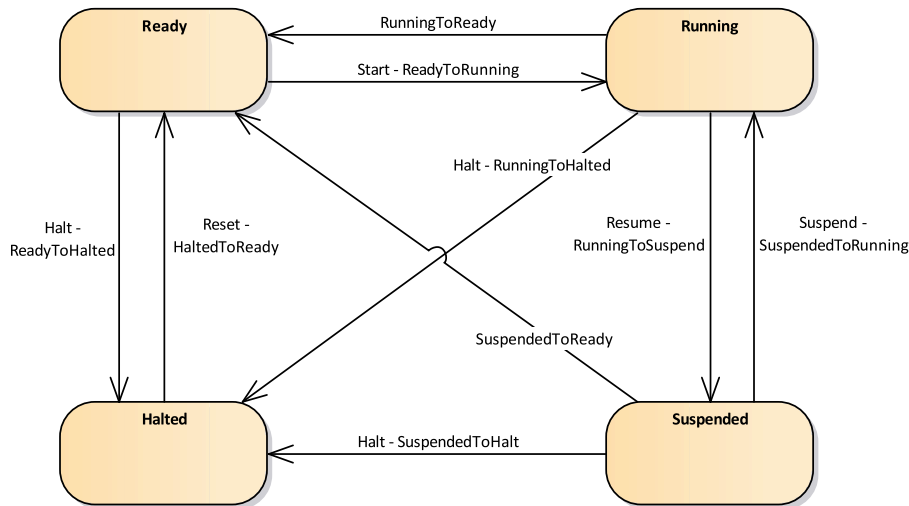 Ready
Running
RunningToReady
Start - ReadyToRunning
Halt - RunningToHalted
Halt -
ReadyToHalted
Reset -
HaltedToReady
Resume -
RunningToSuspend
Suspend -
SuspendedToRunning
SuspendedToReady
Halted
Suspended
Halt - SuspendedToHalt